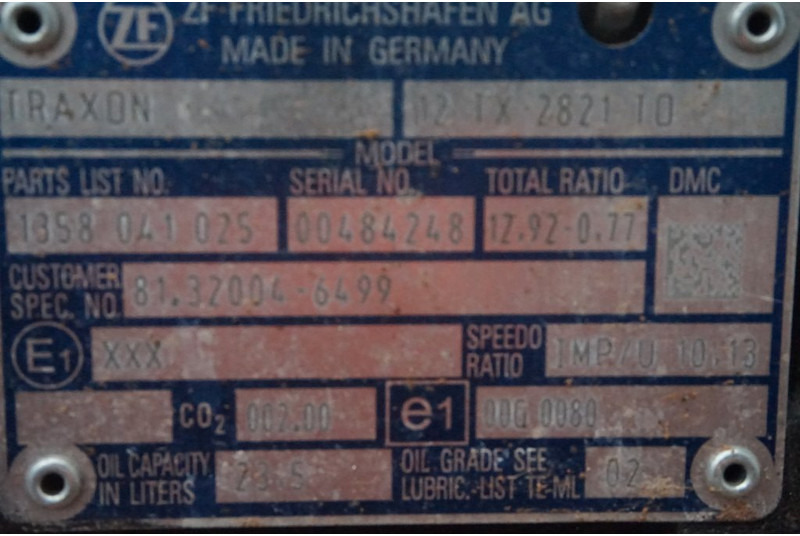 ZF ZF FRIEDRICHSHAFEN AG
MADE IN GERMANY
TRAXON 12 TX 2821 TO
MODEL
PARTS LIST NO. SERIAL NO. TOTAL RATIO DMC
1358 041 025 00484248 12.92-0.77
CUSTOMER SPEC. NO. 81.32004-6499
E1 XXX SPEEDO RATIO IMP/U 10,13
CO2 002.00 e1 00G 0080
OIL CAPACITY IN LITERS 23.5 OIL GRADE SEE LUBRIC.-LIST TE-ML 02